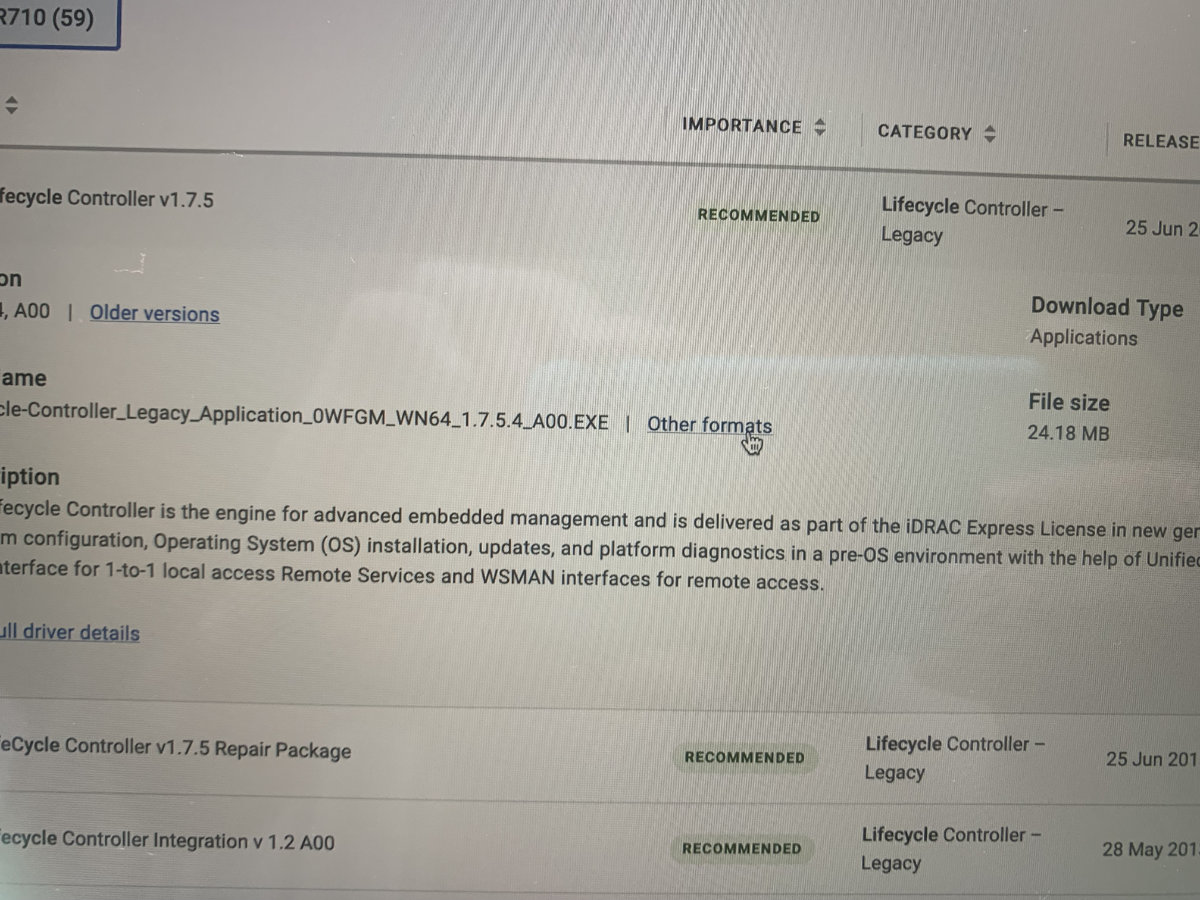 R710 (59)
IMPORTANCE CATEGORY RELEASE
fecycle Controller v1.7.5
RECOMMENDED
Lifecycle Controller –
Legacy
25 Jun 2
on
, A00 | Older versions
Download Type
Applications
ame
cle-Controller_Legacy_Application_0WFGM_WN64_1.7.5.4_A00.EXE | Other formats
File size
24.18 MB
iption
fecycle Controller is the engine for advanced embedded management and is delivered as part of the iDRAC Express License in new ger
m configuration, Operating System (OS) installation, updates, and platform diagnostics in a pre-OS environment with the help of Unified
nterface for 1-to-1 local access Remote Services and WSMAN interfaces for remote access.
ull driver details
eCycle Controller v1.7.5 Repair Package
RECOMMENDED
Lifecycle Controller –
Legacy
25 Jun 201
ecycle Controller Integration v 1.2 A00
RECOMMENDED
Lifecycle Controller –
Legacy
28 May 201